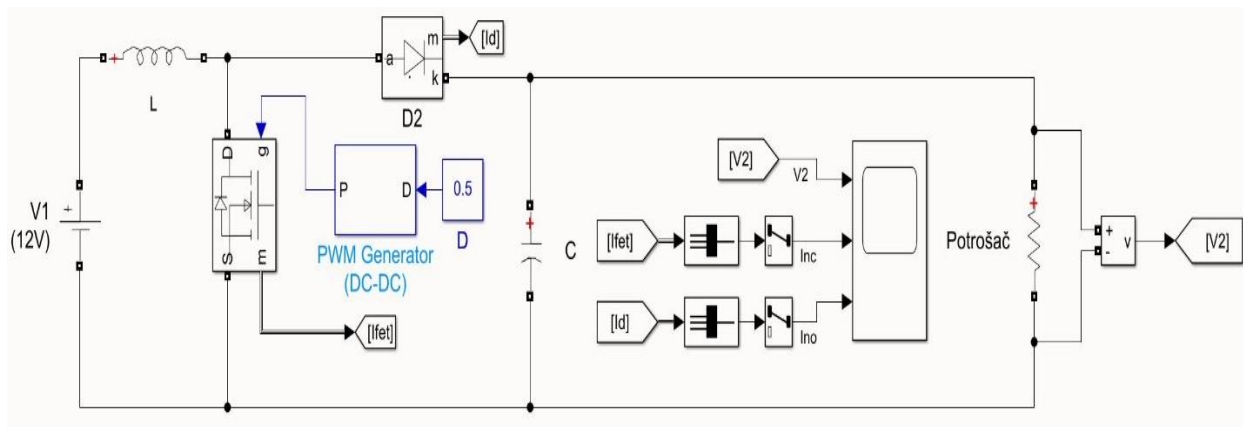 m
[Id]
a
k
D2
L
D
g
S
m
P
D
0.5
D
PWM Generator
(DC-DC)
V1
(12V)
+
[Ifet]
+
C
[V2]
V2
[Ifet]
Inc
[Id]
Ino
Potrošač
+
+
-
v
[V2]